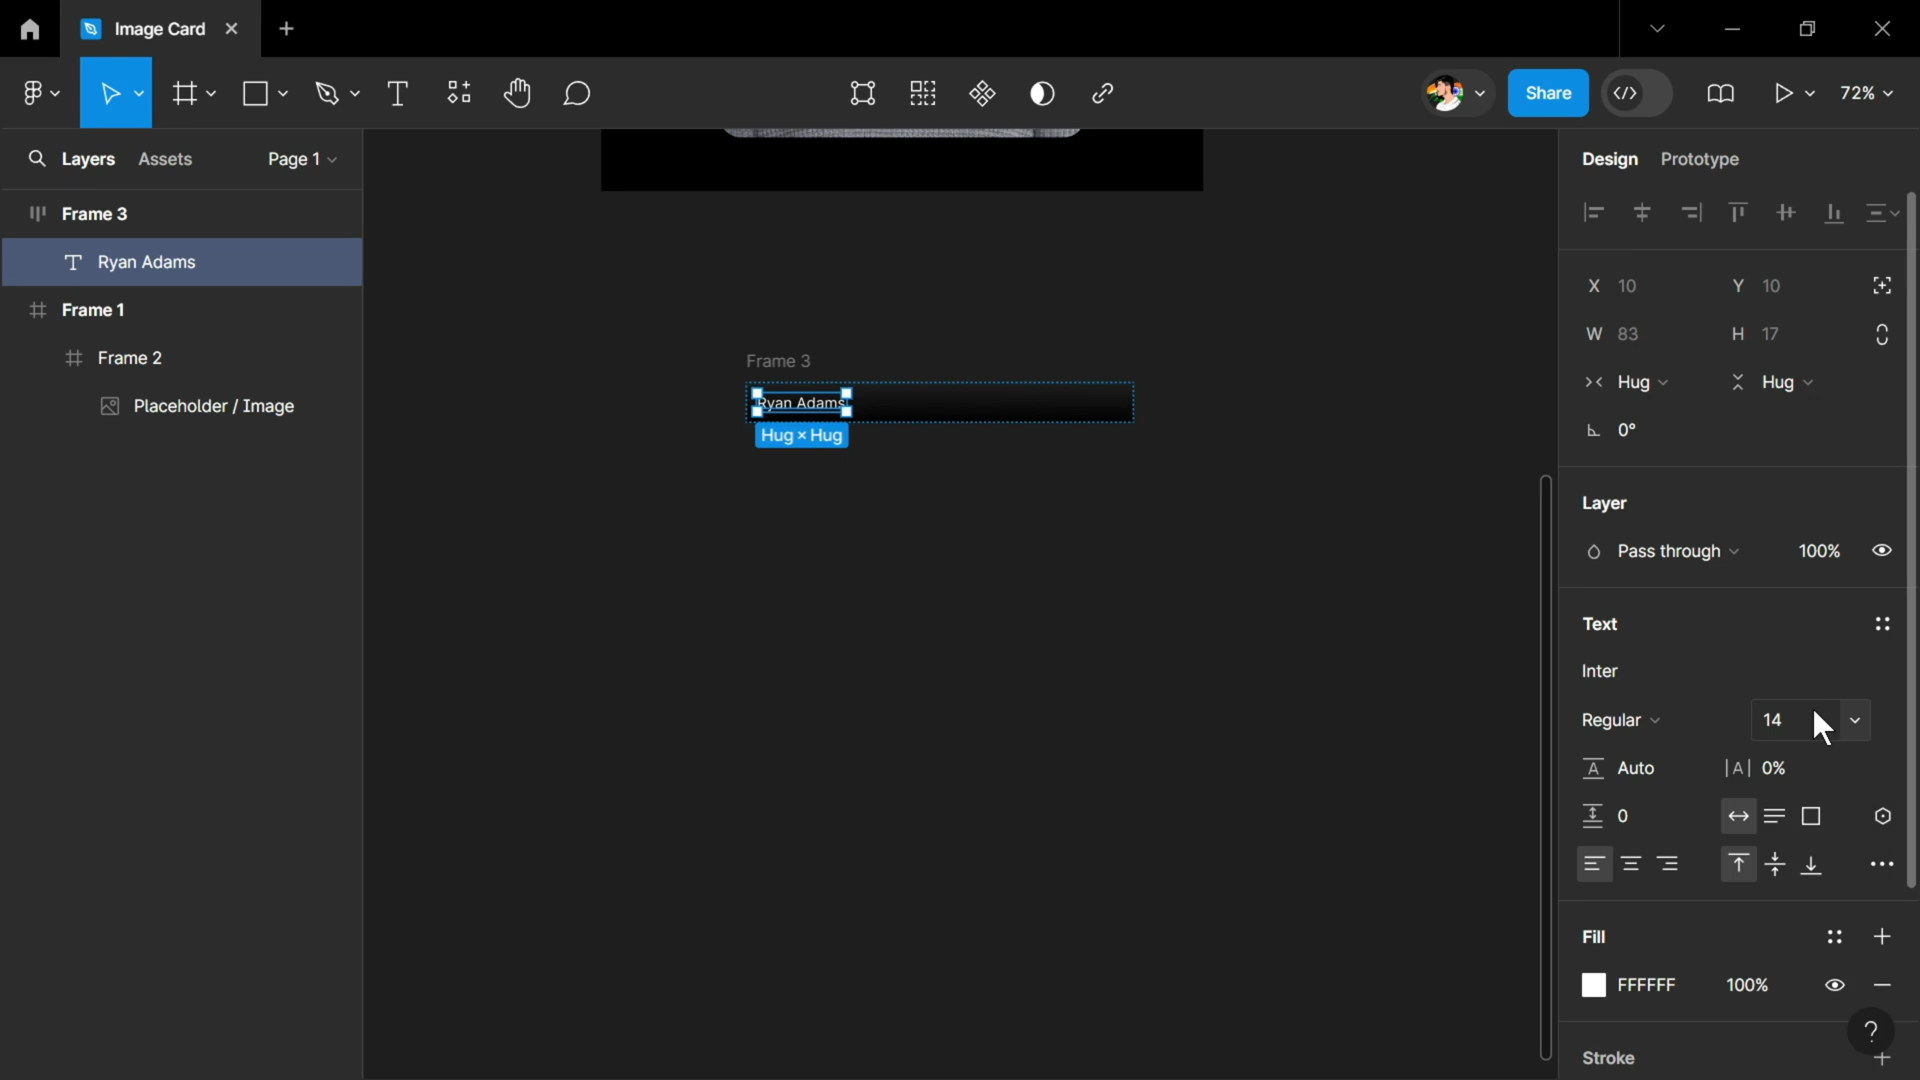 Image Card
Share
72%
Layers Assets Page 1
Frame 3
Ryan Adams
Frame 1
Frame 2
Placeholder / Image
Frame 3
Ryan Adams
Hug × Hug
Design Prototype
X 10 Y 10
W 83 H 17
Hug Hug
0°
Layer
Pass through 100%
Text
Inter
Regular 14
A Auto |A| 0%
0
Fill
FFFFFF 100%
?
Stroke